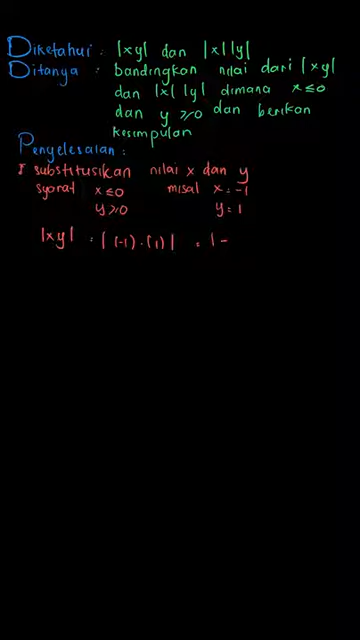 Diketahui : |xy| dan |x| |y|
Ditanya : bandingkan nilai dari |xy|
dan |x| |y| dimana x ≤ 0
dan y ≥ 0 dan berikan
kesimpulan
Penyelesaian :
substitusikan nilai x dan y
syarat x ≤ 0 misal x = -1
y ≥ 0 y = 1
|xy| = | (-1) . (1) | = | -